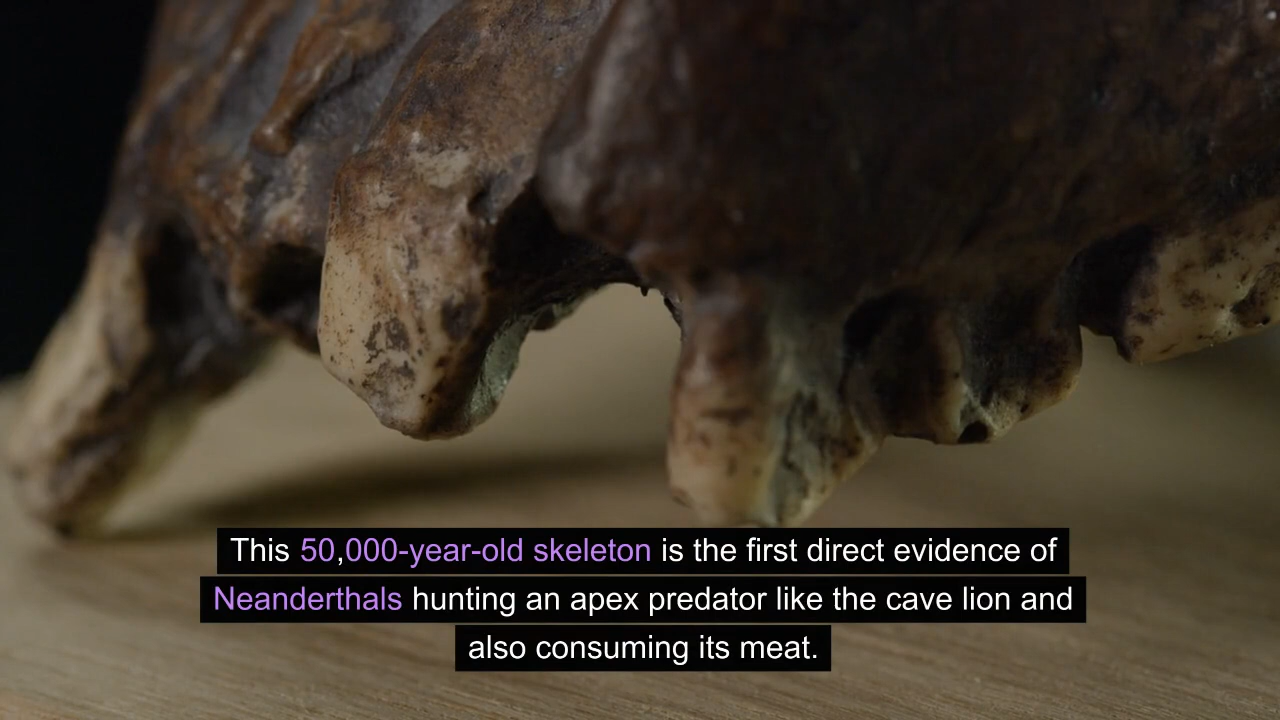 This 50,000-year-old skeleton is the first direct evidence of
Neanderthals hunting an apex predator like the cave lion and
also consuming its meat.